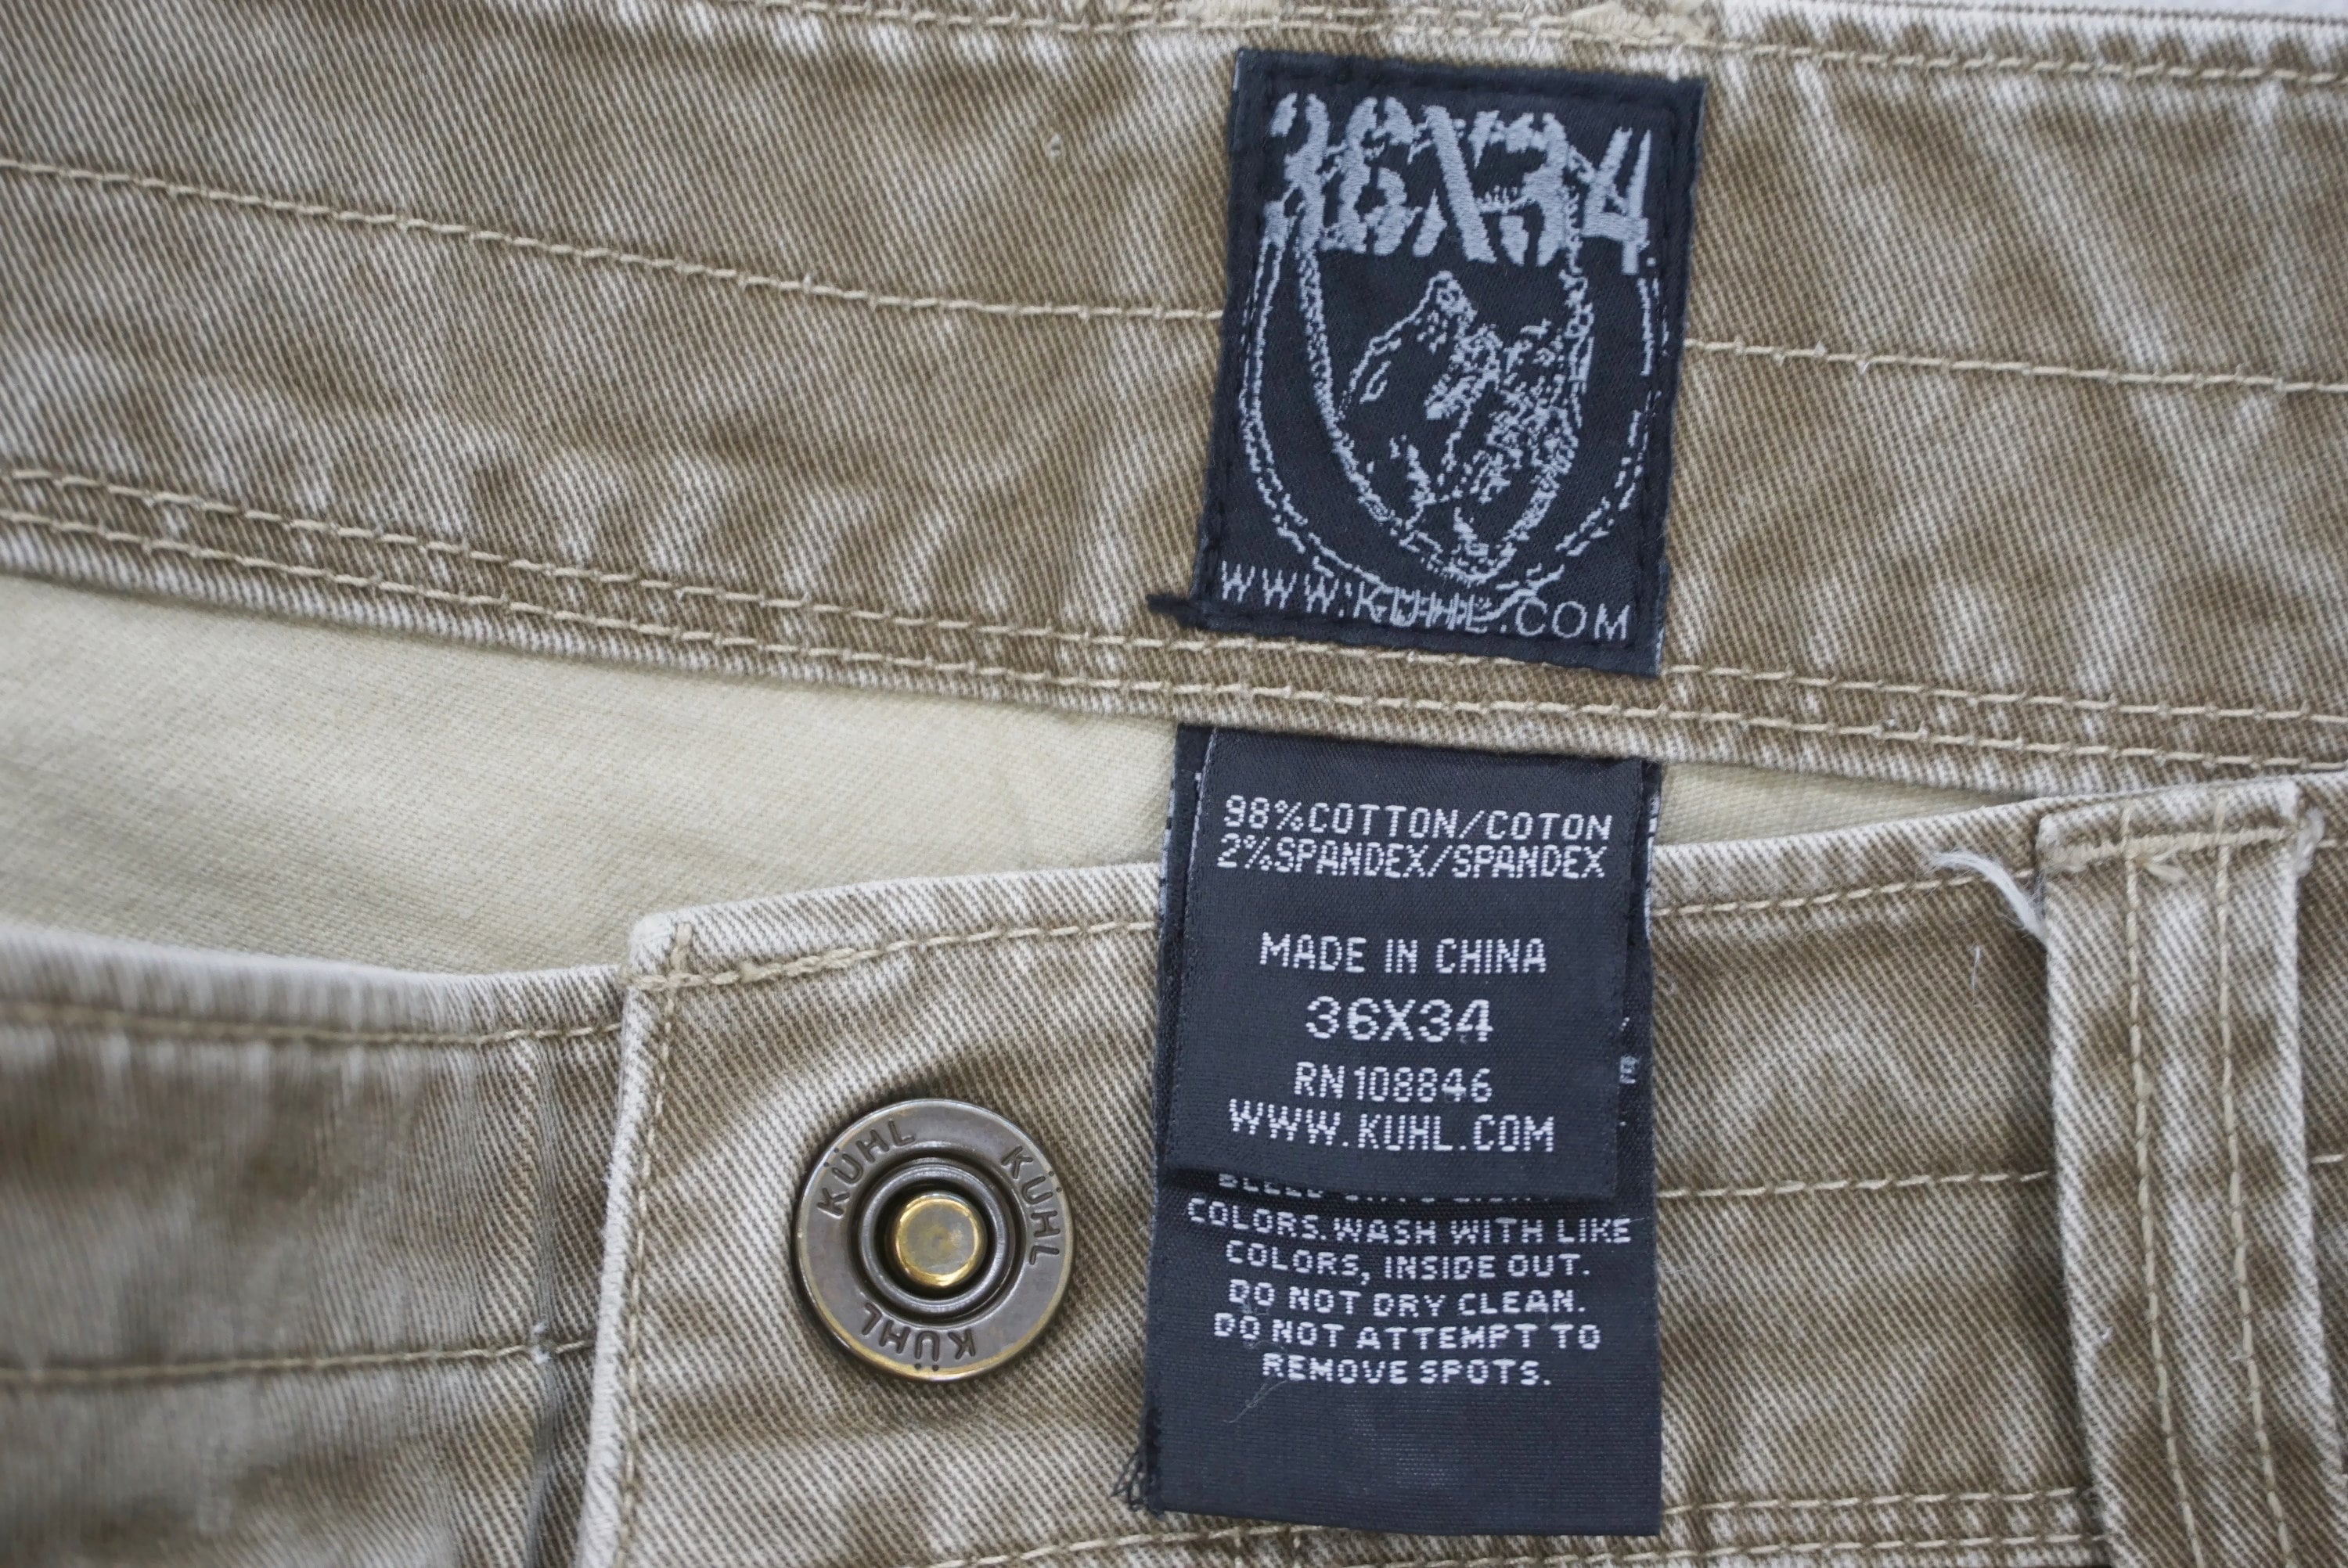 36X34
WWW.KUHL.COM
98%COTTON/COTON
2%SPANDEX/SPANDEX
MADE IN CHINA
36X34
RN108846
WWW.KUHL.COM
COLORS.WASH WITH LIKE
COLORS, INSIDE OUT.
DO NOT DRY CLEAN.
DO NOT ATTEMPT TO
REMOVE SPOTS.
KÜHL
KÜHL
KÜHL